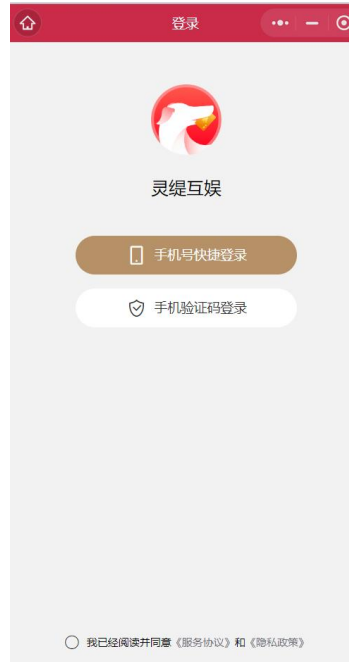 登录
灵缇互娱
手机号快捷登录
手机验证码登录
我已经阅读并同意《服务协议》和《隐私政策》